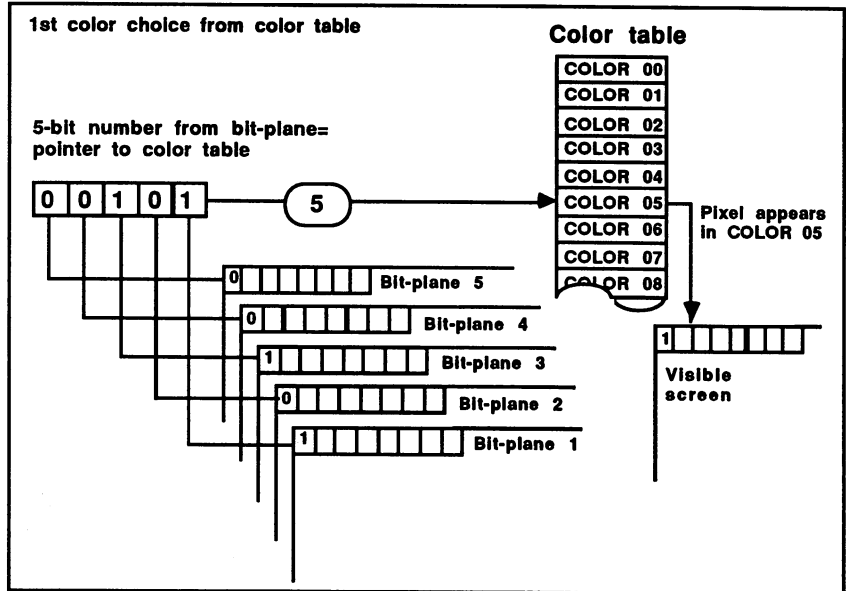 1st color choice from color table
Color table
COLOR 00
COLOR 01
COLOR 02
COLOR 03
COLOR 04
COLOR 05
COLOR 06
COLOR 07
COLOR 08
5-bit number from bit-plane=
pointer to color table
0 0 1 0 1
5
Pixel appears
in COLOR 05
0 Bit-plane 5
0 Bit-plane 4
1 Bit-plane 3
0 Bit-plane 2
1 Bit-plane 1
1
Visible
screen